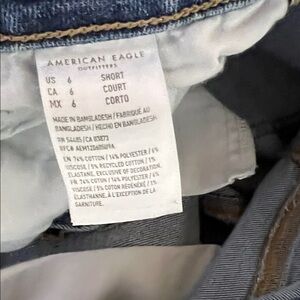 AMERICAN EAGLE
OUTFITTERS
US 6 SHORT
CA 6 COURT
MX 6 CORTO
MADE IN BANGLADESH / FABRIQUÉ AU
BANGLADESH / HECHO EN BANGLADESH
RN 54485 / CA 03873
EN 74% COTTON / 14% POLYESTER / 6%
VISCOSE / 5% RECYCLED COTTON / 1%
ELASTANE, EXCLUSIVE OF DECORATION.
FR 74% COTON / 14% POLYESTER / 6%
VISCOSE / 5% COTON RÉGÉNÉRÉ / 1%
ÉLASTHANNE, À L'EXCEPTION DE LA
GARNITURE.